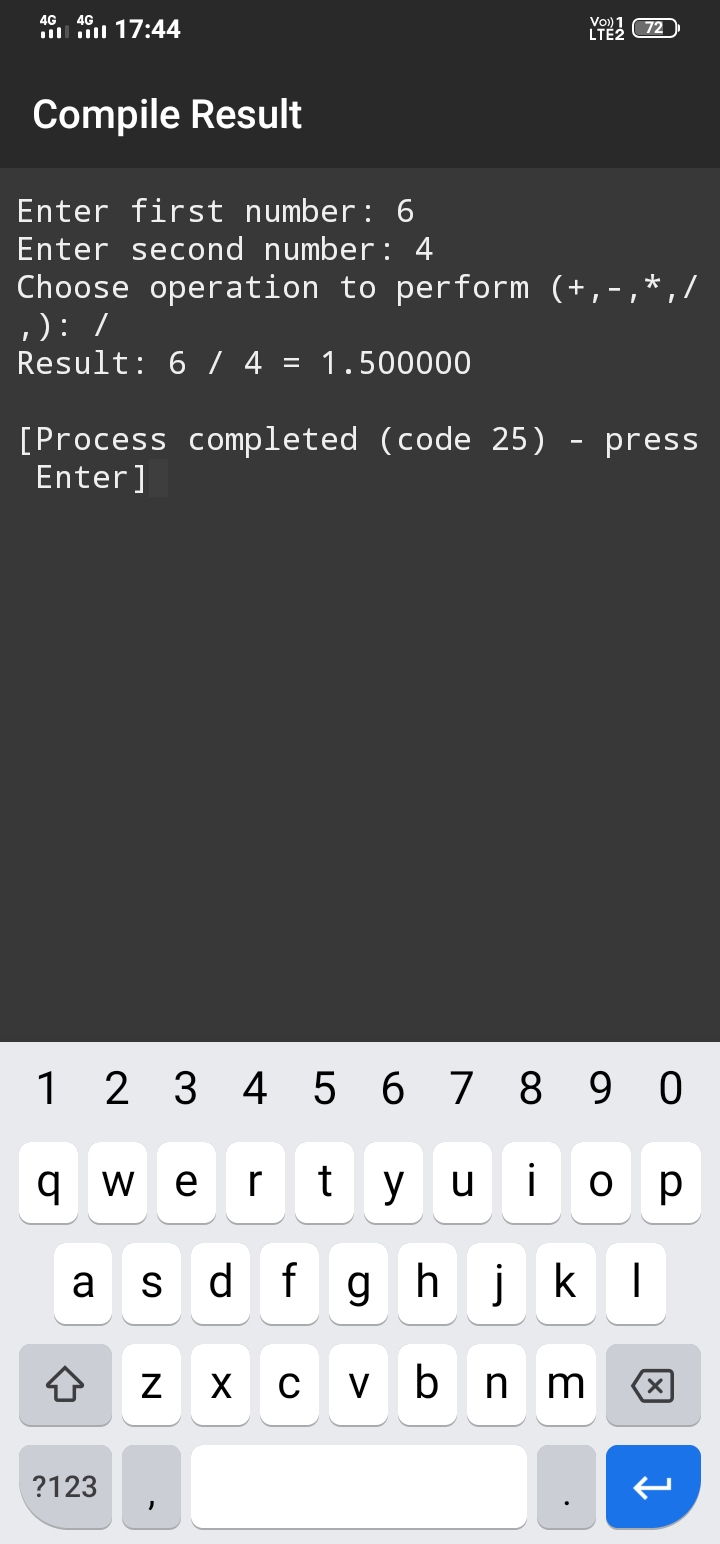 4G 4G 17:44 Vo)) 1 LTE2 72
Compile Result
Enter first number: 6
Enter second number: 4
Choose operation to perform (+,-,*,/
,): /
Result: 6 / 4 = 1.500000
[Process completed (code 25) - press
Enter]
1 2 3 4 5 6 7 8 9 0
q w e r t y u i o p
a s d f g h j k l
z x c v b n m
?123 , .